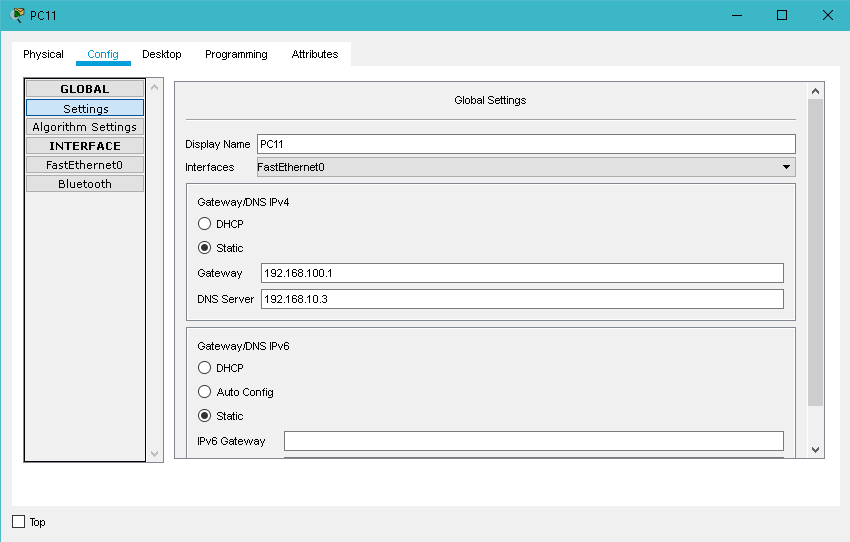 PC11
Physical Config Desktop Programming Attributes
GLOBAL
Settings
Algorithm Settings
INTERFACE
FastEthernet0
Bluetooth
Global Settings
Display Name PC11
Interfaces FastEthernet0
Gateway/DNS IPv4
DHCP
Static
Gateway 192.168.100.1
DNS Server 192.168.10.3
Gateway/DNS IPv6
DHCP
Auto Config
Static
IPv6 Gateway
Top